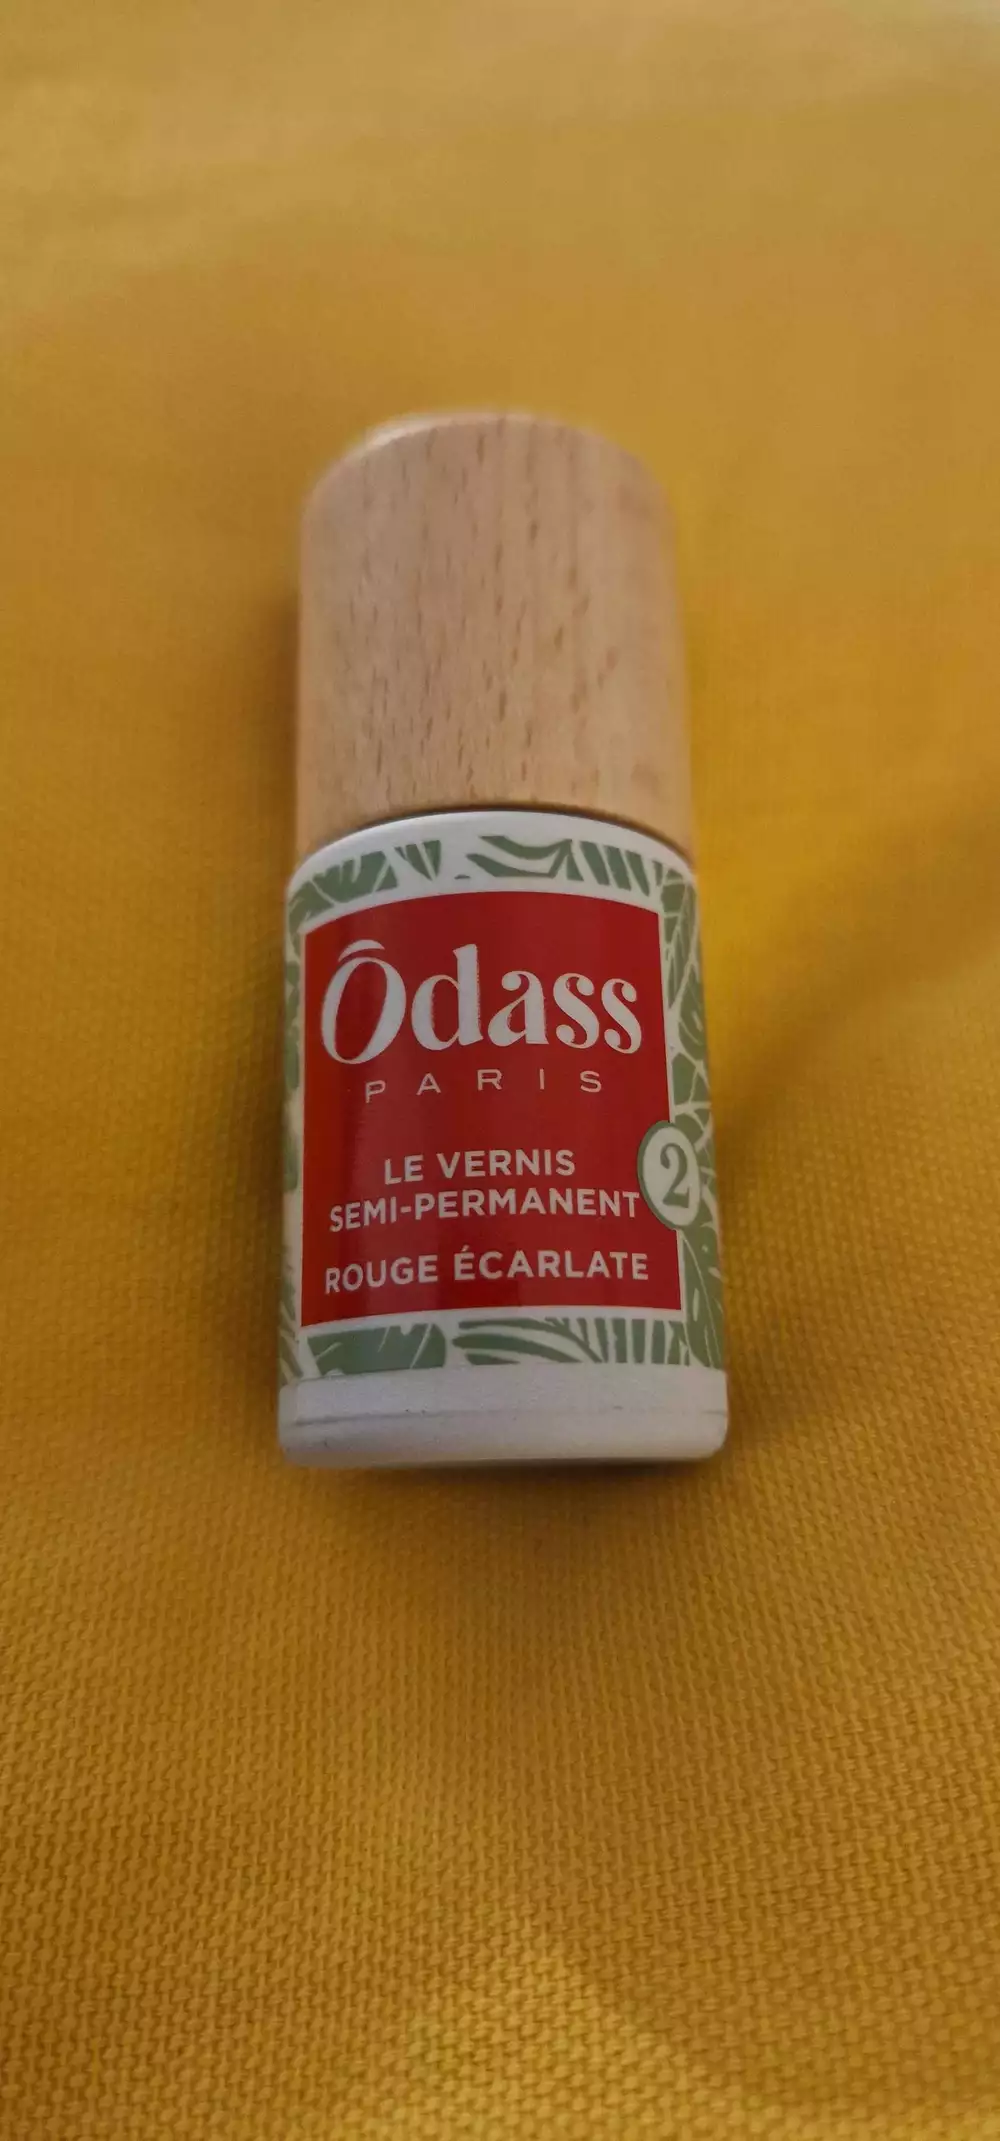 Ôdass
PARIS
LE VERNIS
SEMI-PERMANENT
2
ROUGE ÉCARLATE